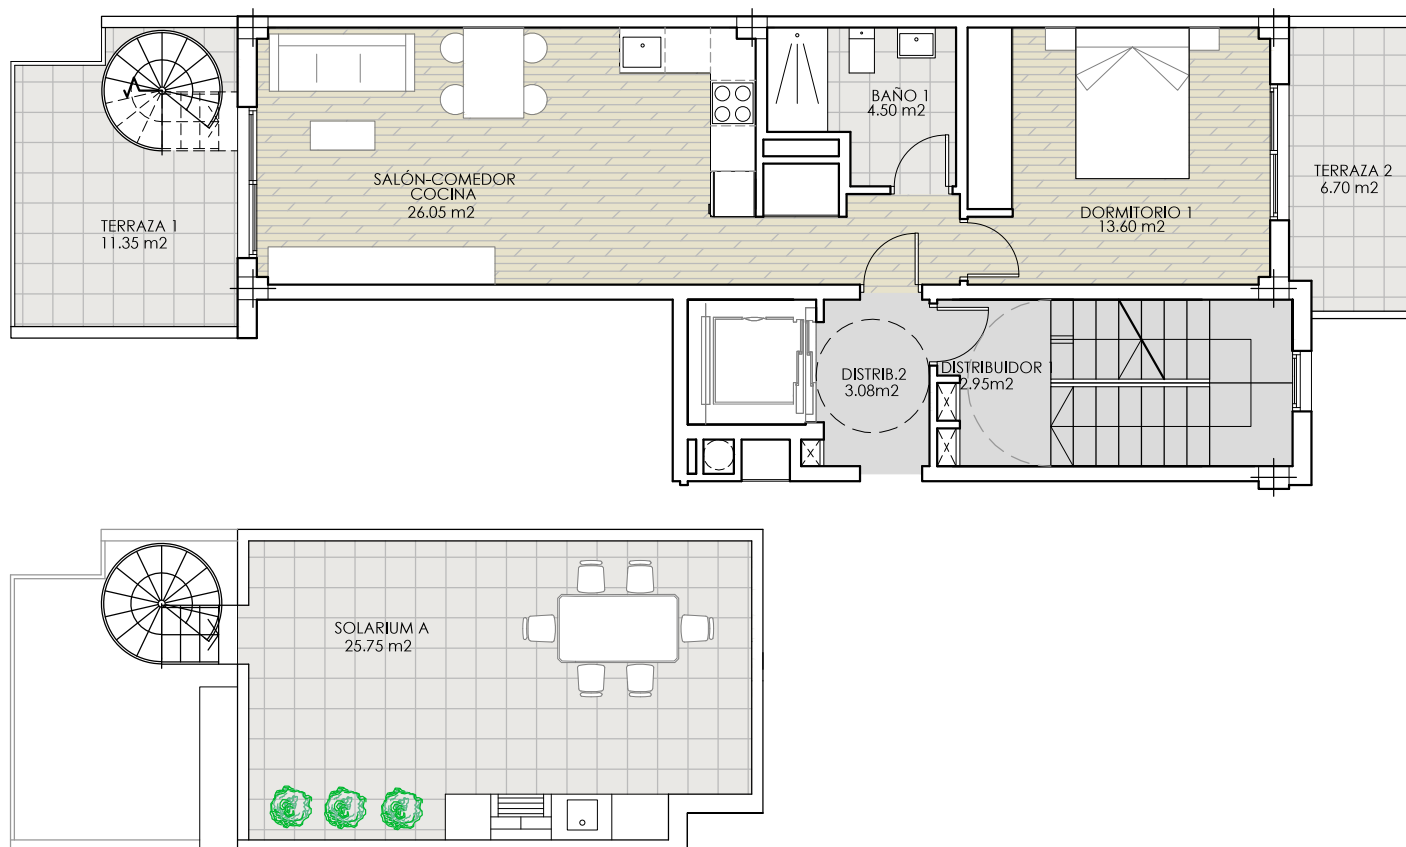 BAÑO 1
4.50 m2
SALÓN-COMEDOR
COCINA
26.05 m2
TERRAZA 2
6.70 m2
TERRAZA 1
11.35 m2
DORMITORIO 1
13.60 m2
DISTRIB.2
3.08m2
DISTRIBUIDOR 1
2.95m2
SOLARIUM A
25.75 m2